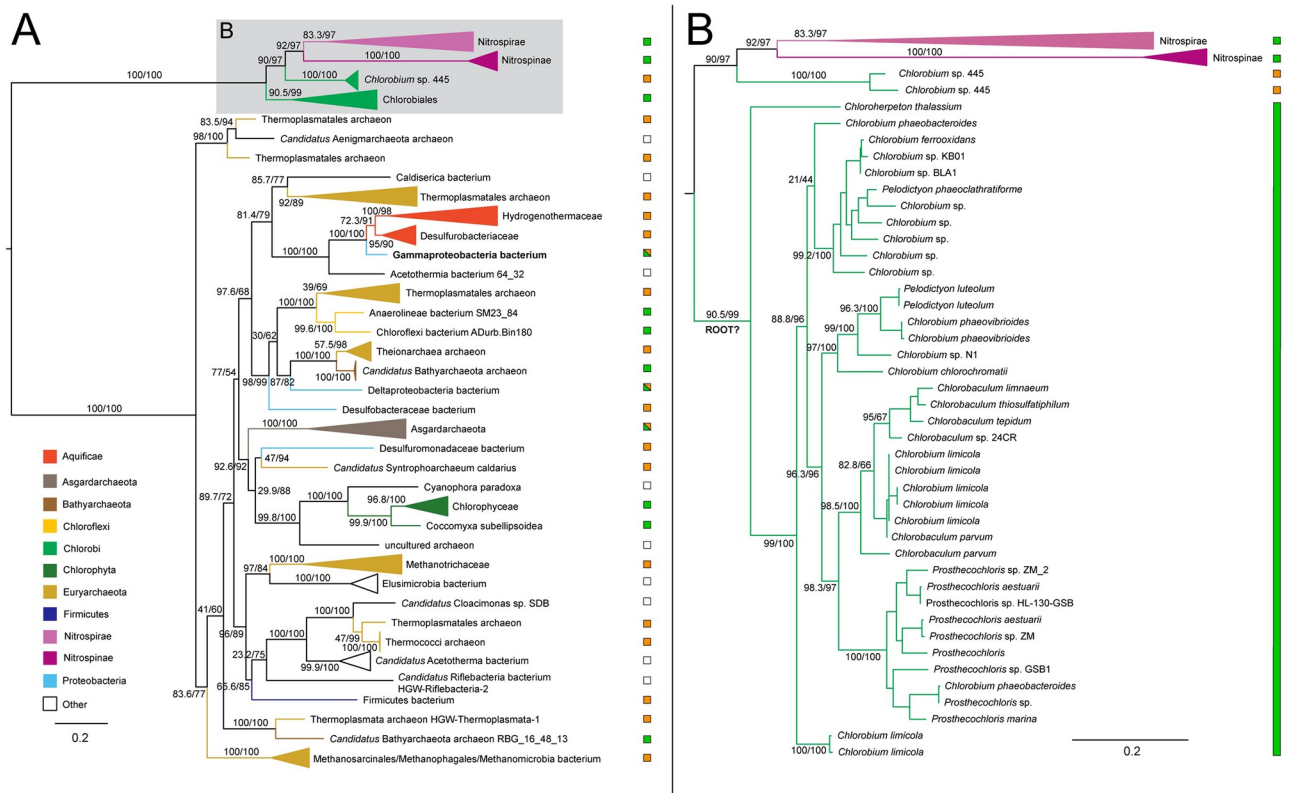 A
B
83.3/97
Nitrospirae
92/97
100/100
Nitrospinae
90/97
100/100
100/100
Chlorobium sp. 445
90.5/99
Chlorobiales
83.5/94
Thermoplasmatales archaeon
98/100
Candidatus Aenigmarchaeota archaeon
Thermoplasmatales archaeon
85.7/77
Caldiserica bacterium
92/89
Thermoplasmatales archaeon
81.4/79
100/98
Hydrogenothermaceae
72.3/91
100/100
Desulfurobacteriaceae
95/90
Gammaproteobacteria bacterium
100/100
Acetothermia bacterium 64_32
97.6/68
39/69
Thermoplasmatales archaeon
100/100
Anaerolineae bacterium SM23_84
99.6/100
Chloroflexi bacterium ADurb.Bin180
30/62
57.5/98
Theionarchaea archaeon
100/100
100/100
Candidatus Bathyarchaeota archaeon
77/54
98/99
87/82
Deltaproteobacteria bacterium
Desulfobacteraceae bacterium
100/100
100/100
Asgardarchaeota
Desulfuromonadaceae bacterium
92.6/92
47/94
Candidatus Syntrophoarchaeum caldarius
29.9/88
Cyanophora paradoxa
89.7/72
100/100
96.8/100
Chlorophyceae
99.9/100
Coccomyxa subellipsoidea
99.8/100
uncultured archaeon
100/100
Methanotrichaceae
97/84
100/100
Elusimicrobia bacterium
41/60
Candidatus Cloacimonas sp. SDB
100/100
Thermoplasmatales archaeon
96/89
100/100
47/99
Thermococci archaeon
100/100
23.2/75
99.9/100
Candidatus Acetotherma bacterium
Candidatus Riflebacteria bacterium
HGW-Riflebacteria-2
65.6/85
83.6/77
Firmicutes bacterium
100/100
Thermoplasmata archaeon HGW-Thermoplasmata-1
Candidatus Bathyarchaeota archaeon RBG_16_48_13
100/100
Methanosarcinales/Methanophagales/Methanomicrobia bacterium
Aquificae
Asgardarchaeota
Bathyarchaeota
Chloroflexi
Chlorobi
Chlorophyta
Euryarchaeota
Firmicutes
Nitrospirae
Nitrospinae
Proteobacteria
Other
0.2
B
83.3/97
Nitrospirae
92/97
100/100
Nitrospinae
90/97
100/100
Chlorobium sp. 445
Chlorobium sp. 445
Chloroherpeton thalassium
Chlorobium phaeobacteroides
Chlorobium ferrooxidans
Chlorobium sp. KB01
Chlorobium sp. BLA1
21/44
Pelodictyon phaeoclathratiforme
Chlorobium sp.
Chlorobium sp.
Chlorobium sp.
99.2/100
Chlorobium sp.
Chlorobium sp.
Pelodictyon luteolum
96.3/100
Pelodictyon luteolum
90.5/99
ROOT?
88.8/96
Chlorobium phaeovibrioides
99/100
Chlorobium phaeovibrioides
97/100
Chlorobium sp. N1
Chlorobium chlorochromatii
Chlorobaculum limnaeum
Chlorobaculum thiosulfatiphilum
95/67
Chlorobaculum tepidum
Chlorobaculum sp. 24CR
Chlorobium limicola
82.8/66
Chlorobium limicola
96.3/96
Chlorobium limicola
98.5/100
Chlorobium limicola
Chlorobium limicola
Chlorobaculum parvum
99/100
Chlorobaculum parvum
Prosthecochloris sp. ZM_2
98.3/97
Prosthecochloris aestuarii
Prosthecochloris sp. HL-130-GSB
Prosthecochloris aestuarii
Prosthecochloris sp. ZM
100/100
Prosthecochloris
Prosthecochloris sp. GSB1
Chlorobium phaeobacteroides
Prosthecochloris sp.
Prosthecochloris marina
Chlorobium limicola
100/100
Chlorobium limicola
0.2